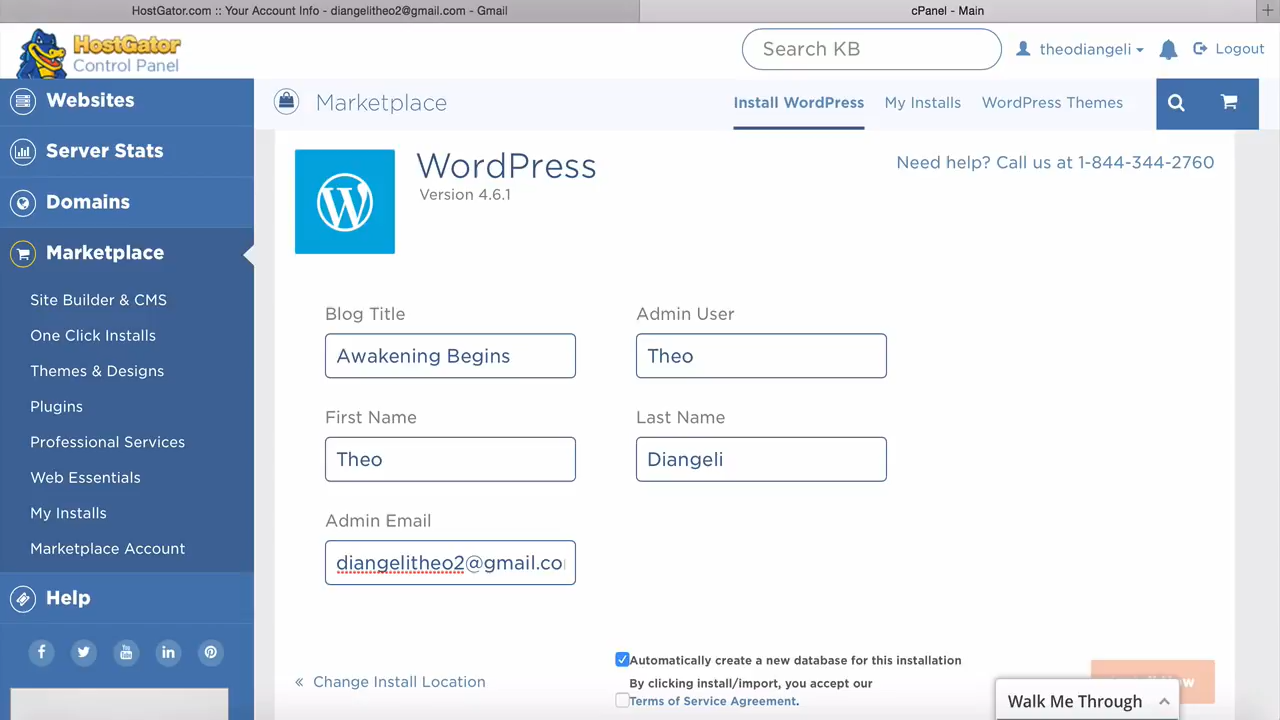 HostGator.com :: Your Account Info - diangelitheo2@gmail.com - Gmail
cPanel - Main
HostGator
Control Panel
Search KB
theodiangeli
Logout
Websites
Server Stats
Domains
Marketplace
Site Builder & CMS
One Click Installs
Themes & Designs
Plugins
Professional Services
Web Essentials
My Installs
Marketplace Account
Help
Marketplace
Install WordPress
My Installs
WordPress Themes
WordPress
Version 4.6.1
Need help? Call us at 1-844-344-2760
Blog Title
Awakening Begins
Admin User
Theo
First Name
Theo
Last Name
Diangeli
Admin Email
diangelitheo2@gmail.co
Automatically create a new database for this installation
By clicking install/import, you accept our
Terms of Service Agreement.
« Change Install Location
Walk Me Through